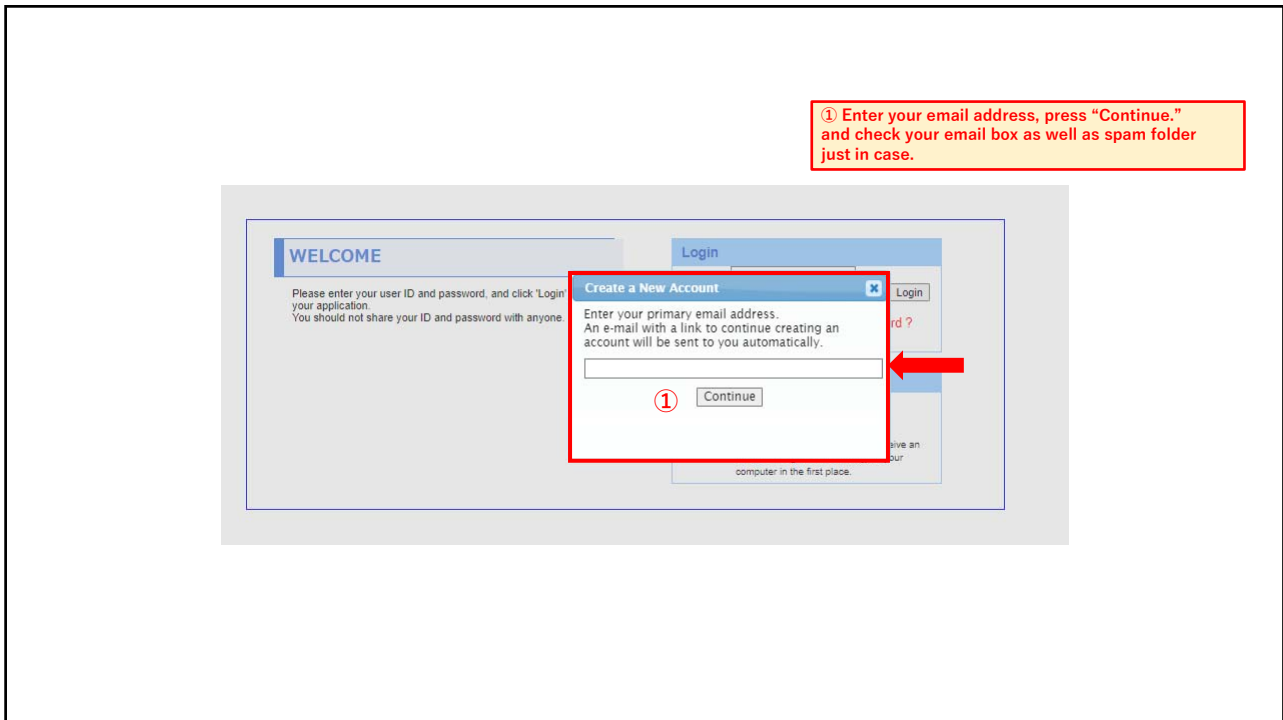 ① Enter your email address, press “Continue.”
and check your email box as well as spam folder
just in case.
WELCOME
Please enter your user ID and password, and click 'Login'
your application.
You should not share your ID and password with anyone.
Login
Login
rd ?
Create a New Account
Enter your primary email address.
An e-mail with a link to continue creating an
account will be sent to you automatically.
① Continue
computer in the first place.